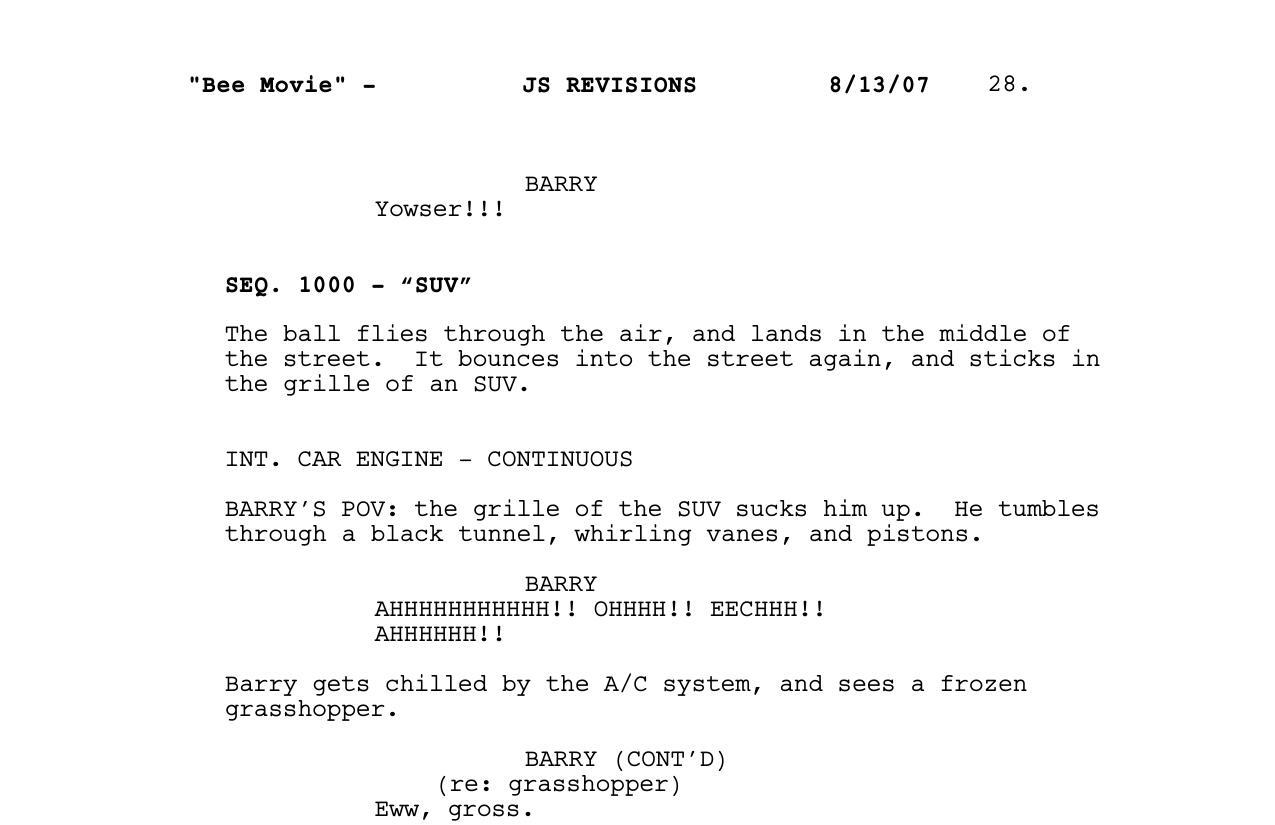 "Bee Movie" - JS REVISIONS 8/13/07 28.
BARRY
Yowser!!!
SEQ. 1000 - “SUV”
The ball flies through the air, and lands in the middle of
the street. It bounces into the street again, and sticks in
the grille of an SUV.
INT. CAR ENGINE - CONTINUOUS
BARRY’S POV: the grille of the SUV sucks him up. He tumbles
through a black tunnel, whirling vanes, and pistons.
BARRY
AHHHHHHHHHHH!! OHHHH!! EECHHH!!
AHHHHHH!!
Barry gets chilled by the A/C system, and sees a frozen
grasshopper.
BARRY (CONT’D)
(re: grasshopper)
Eww, gross.